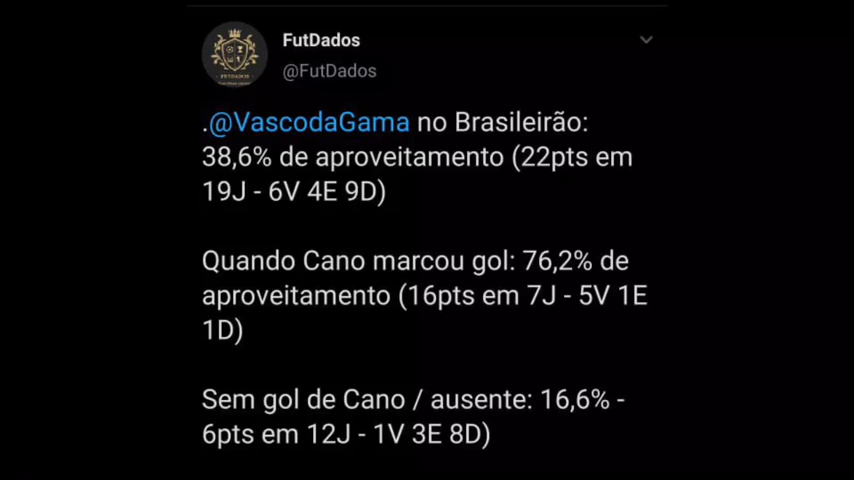 FutDados
@FutDados
FUTDADOS
.@VascodaGama no Brasileirão:
38,6% de aproveitamento (22pts em
19J - 6V 4E 9D)
Quando Cano marcou gol: 76,2% de
aproveitamento (16pts em 7J - 5V 1E
1D)
Sem gol de Cano / ausente: 16,6% -
6pts em 12J - 1V 3E 8D)